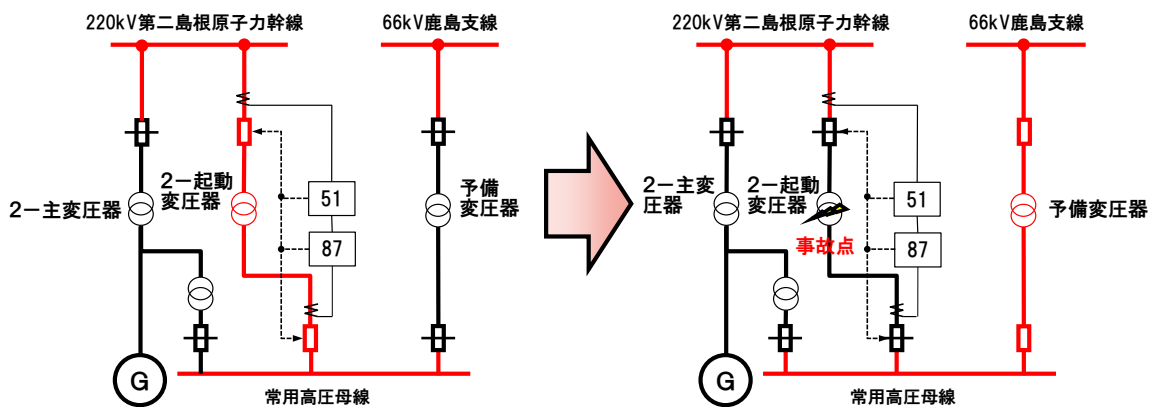 220kV第二島根原子力幹線
66kV鹿島支線
2－主変圧器
2－起動
変圧器
51
87
予備
変圧器
G
常用高圧母線
220kV第二島根原子力幹線
66kV鹿島支線
2－主変
圧器
2－起動
変圧器
事故点
51
87
予備変圧器
G
常用高圧母線